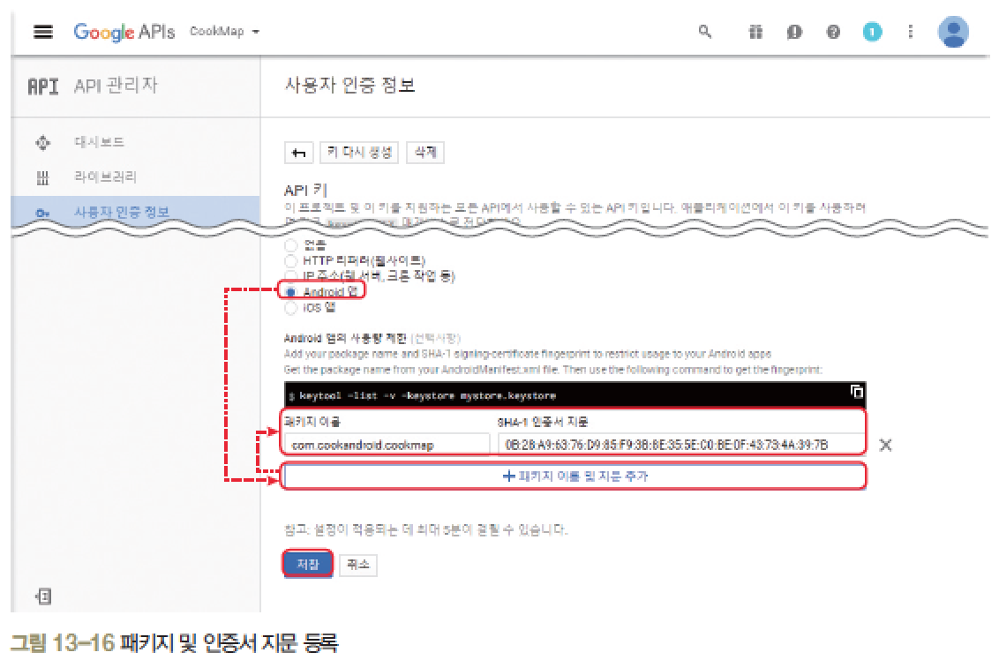 Google APIs CookMap
1
API API 관리자
사용자 인증 정보
대시보드
라이브러리
사용자 인증 정보
키 다시 생성 삭제
API 키
이 프로젝트 및 이 키를 지원하는 모든 API에서 사용할 수 있는 API 키입니다. 애플리케이션에서 이 키를 사용하려
없음
HTTP 리퍼러(웹사이트)
IP 주소(웹 서버, 크론 작업 등)
Android 앱
iOS 앱
Android 앱의 사용량 제한 (선택사항)
Add your package name and SHA-1 signing-certificate fingerprint to restrict usage to your Android apps
Get the package name from your AndroidManifest.xml file. Then use the following command to get the fingerprint:
$ keytool -list -v -keystore mystore.keystore
패키지 이름 SHA-1 인증서 지문
com.cookandroid.cookmap 0B:28:A9:63:76:D9:85:F9:3B:8E:35:5E:C0:BE:0F:43:73:4A:39:7B
+ 패키지 이름 및 지문 추가
참고: 설정이 적용되는 데 최대 5분이 걸릴 수 있습니다.
저장 취소
그림 13-16 패키지 및 인증서 지문 등록